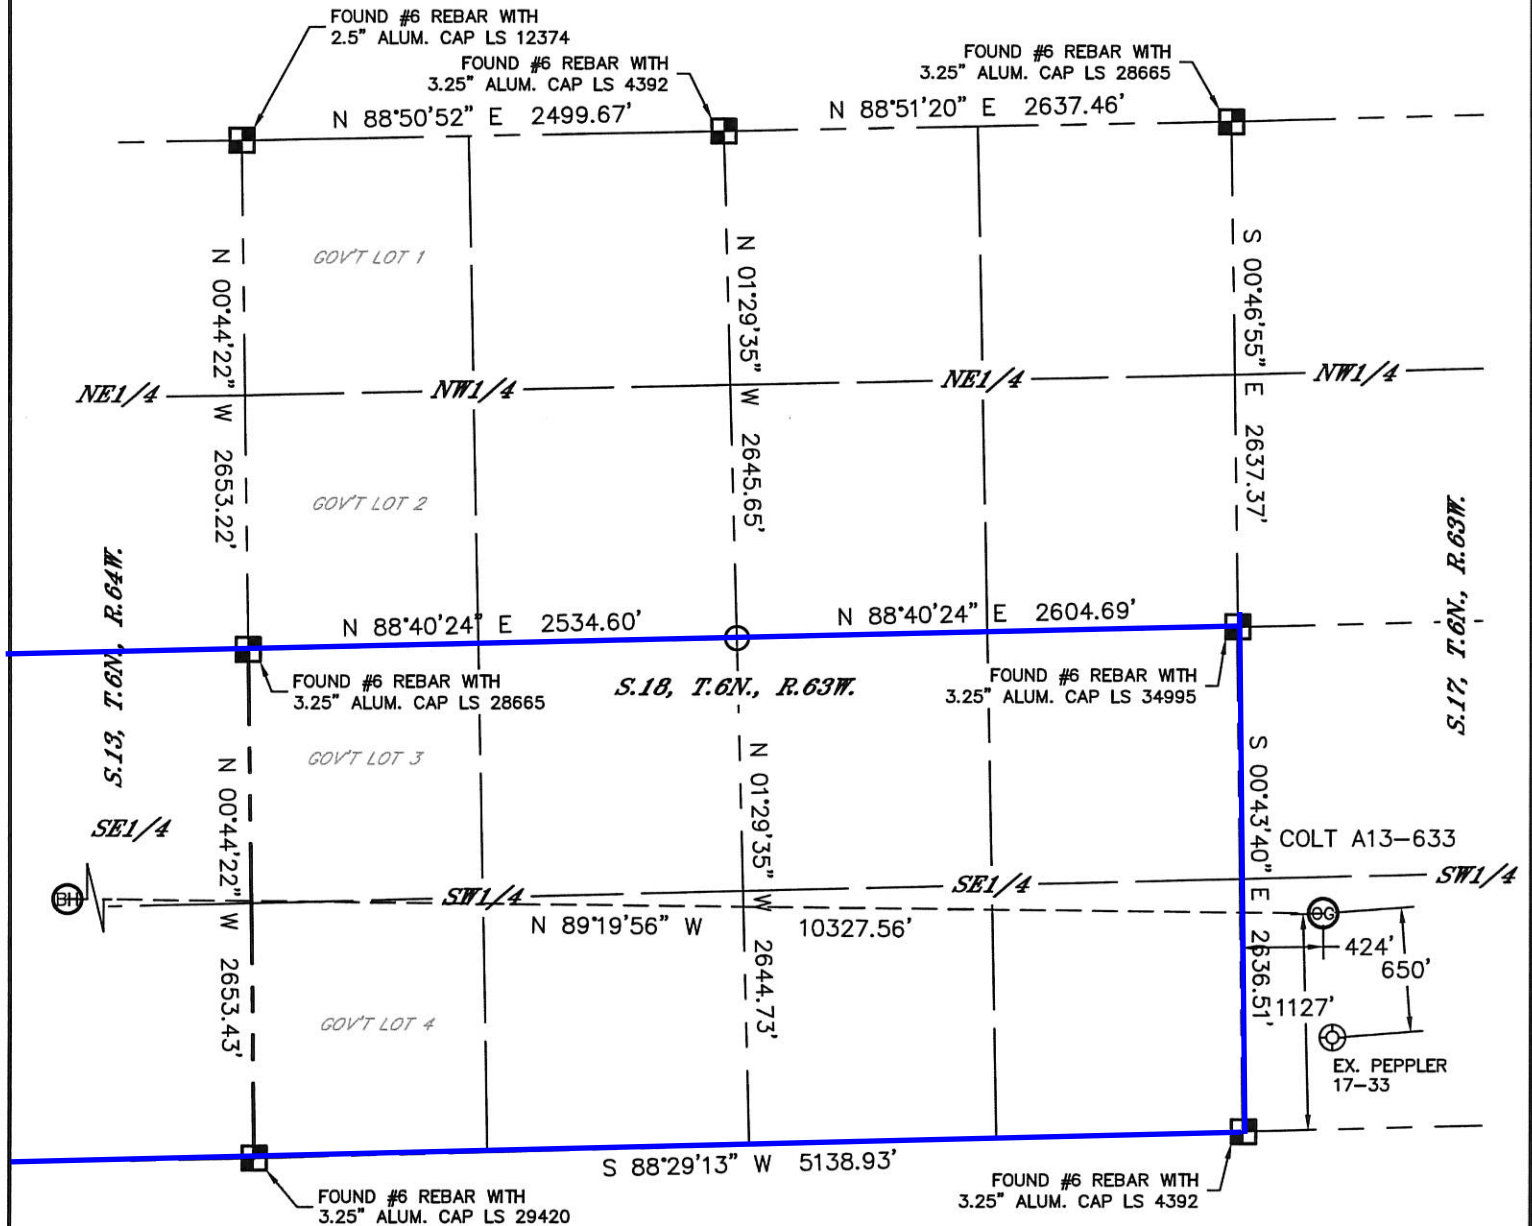 FOUND #6 REBAR WITH
2.5" ALUM. CAP LS 12374
FOUND #6 REBAR WITH
3.25" ALUM. CAP LS 4392
FOUND #6 REBAR WITH
3.25" ALUM. CAP LS 28665
N 88°50'52" E 2499.67'
N 88°51'20" E 2637.46'
GOV'T LOT 1
N 00°44'22" W 2653.22'
N 01°29'35" W 2645.65'
S 00°46'55" E 2637.37'
NE1/4
NW1/4
NE1/4
NW1/4
GOV'T LOT 2
S.13, T.6N., R.64W.
S.17, T.6N., R.63W.
N 88°40'24" E 2534.60'
N 88°40'24" E 2604.69'
FOUND #6 REBAR WITH
3.25" ALUM. CAP LS 28665
S.18, T.6N., R.63W.
FOUND #6 REBAR WITH
3.25" ALUM. CAP LS 34995
GOV'T LOT 3
N 00°44'22" W 2653.43'
N 01°29'35" W 2644.73'
S 00°43'40" E 2636.51'
COLT A13-633
SE1/4
SW1/4
SE1/4
SW1/4
BH
OG
N 89°19'56" W 10327.56'
424'
650'
1127'
GOV'T LOT 4
EX. PEPPLER
17-33
S 88°29'13" W 5138.93'
FOUND #6 REBAR WITH
3.25" ALUM. CAP LS 29420
FOUND #6 REBAR WITH
3.25" ALUM. CAP LS 4392